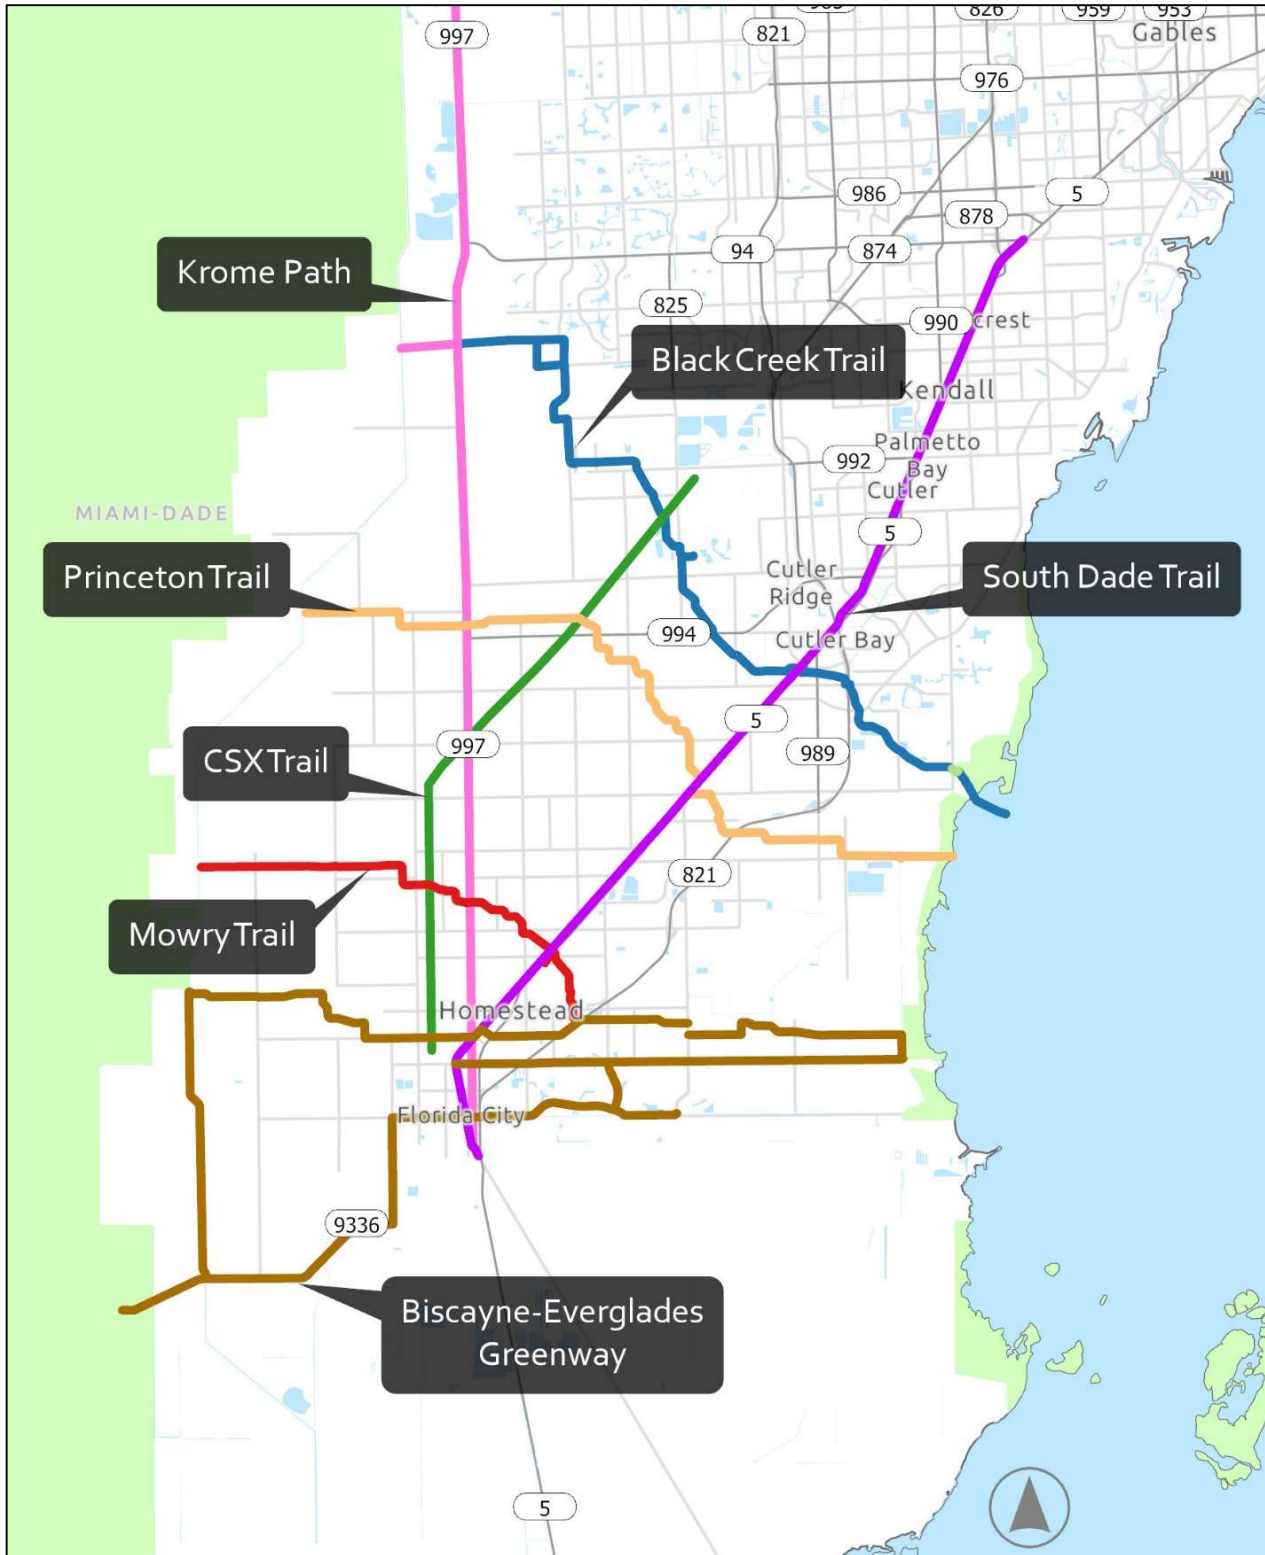 997
821
826
959
953
Gables
976
986
5
878
94
874
Krome Path
825
990
crest
Black Creek Trail
Kendall
Palmetto
Bay
992
Cutler
MIAMI-DADE
5
Princeton Trail
Cutler
Ridge
South Dade Trail
994
Cutler Bay
5
997
989
CSX Trail
821
Mowry Trail
Homestead
Florida City
9336
Biscayne-Everglades
Greenway
5